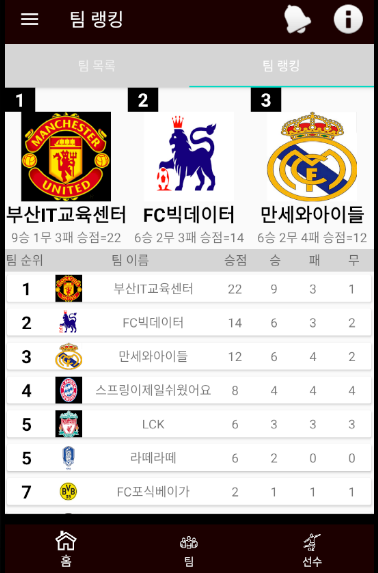 팀 랭킹
팀 목록 팀 랭킹
1 2 3
MANCHESTER UNITED
부산IT교육센터 FC빅데이터 만세와아이들
9승 1무 3패 승점=22 6승 2무 3패 승점=14 6승 2무 4패 승점=12
팀 순위 팀 이름 승점 승 패 무
1 부산IT교육센터 22 9 3 1
2 FC빅데이터 14 6 3 2
3 만세와아이들 12 6 4 2
4 스프링이제일쉬웠어요 8 4 4 4
5 LCK 6 3 3 3
5 라떼라떼 6 2 0 0
7 BVB 09 FC포식베이가 2 1 1 1
홈 팀 선수